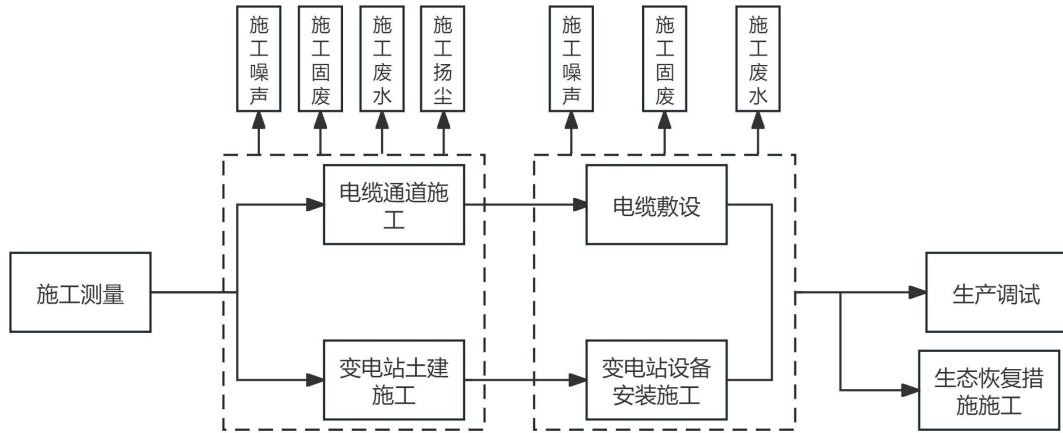 施工噪声
施工固废
施工废水
施工扬尘
施工噪声
施工固废
施工废水
电缆通道施
工
电缆敷设
施工测量
生产调试
变电站土建
施工
变电站设备
安装施工
生态恢复措
施施工